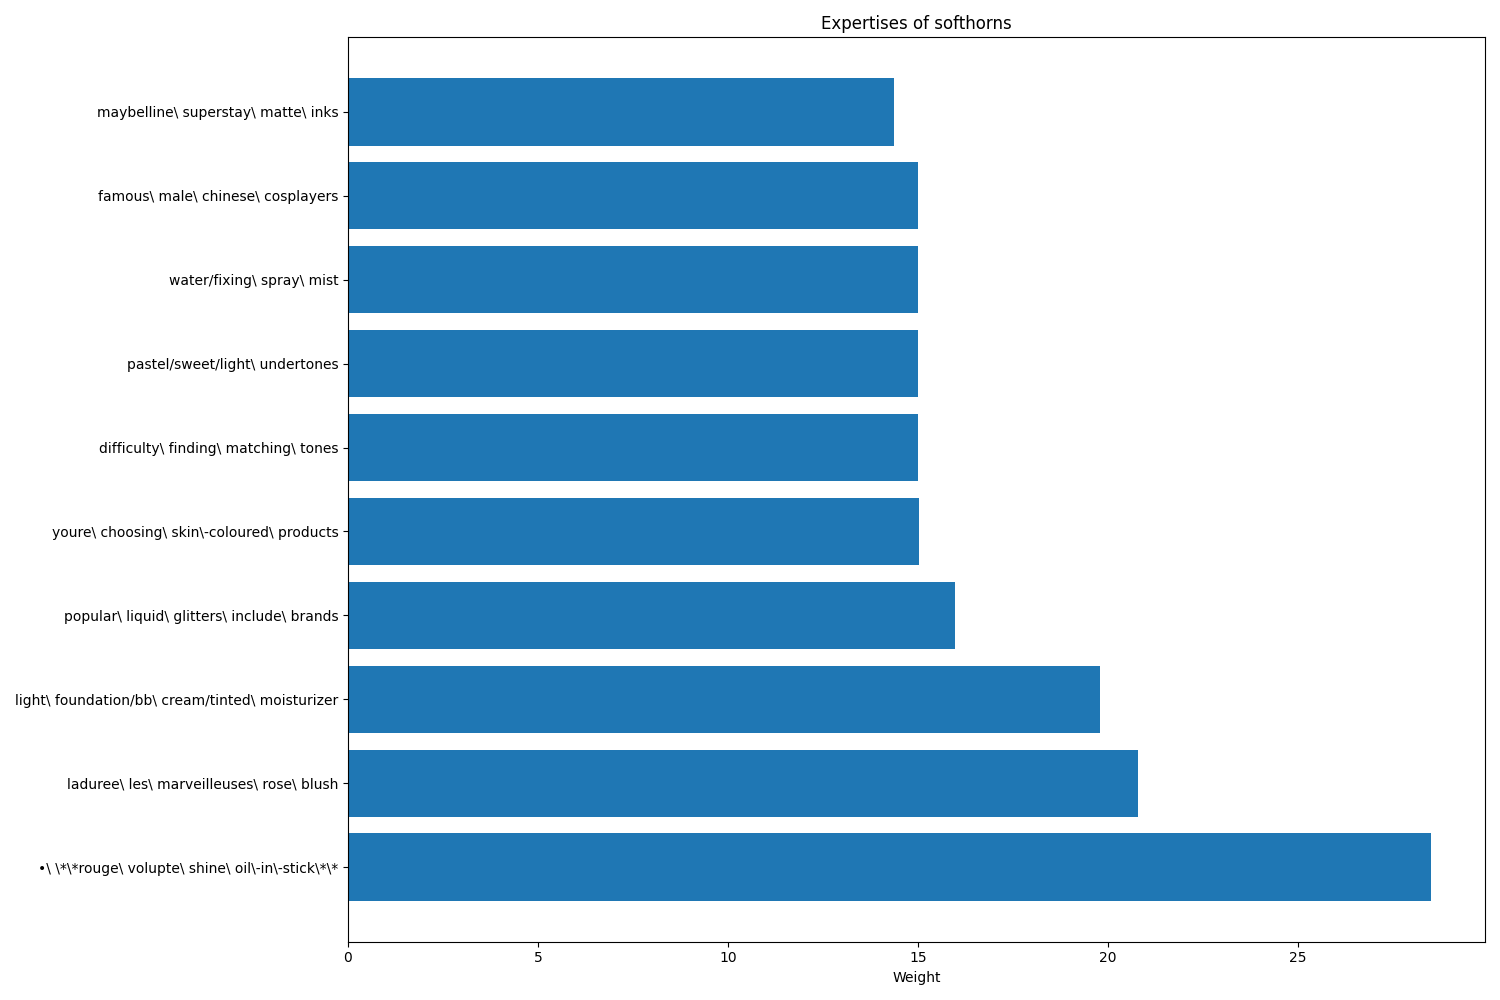 Expertises of softhorns
maybelline\ superstay\ matte\ inks
famous\ male\ chinese\ cosplayers
water/fixing\ spray\ mist
pastel/sweet/light\ undertones
difficulty\ finding\ matching\ tones
youre\ choosing\ skin\-coloured\ products
popular\ liquid\ glitters\ include\ brands
light\ foundation/bb\ cream/tinted\ moisturizer
laduree\ les\ marveilleuses\ rose\ blush
•\ \*\*rouge\ volupte\ shine\ oil\-in\-stick\*\*
0 5 10 15 20 25
Weight